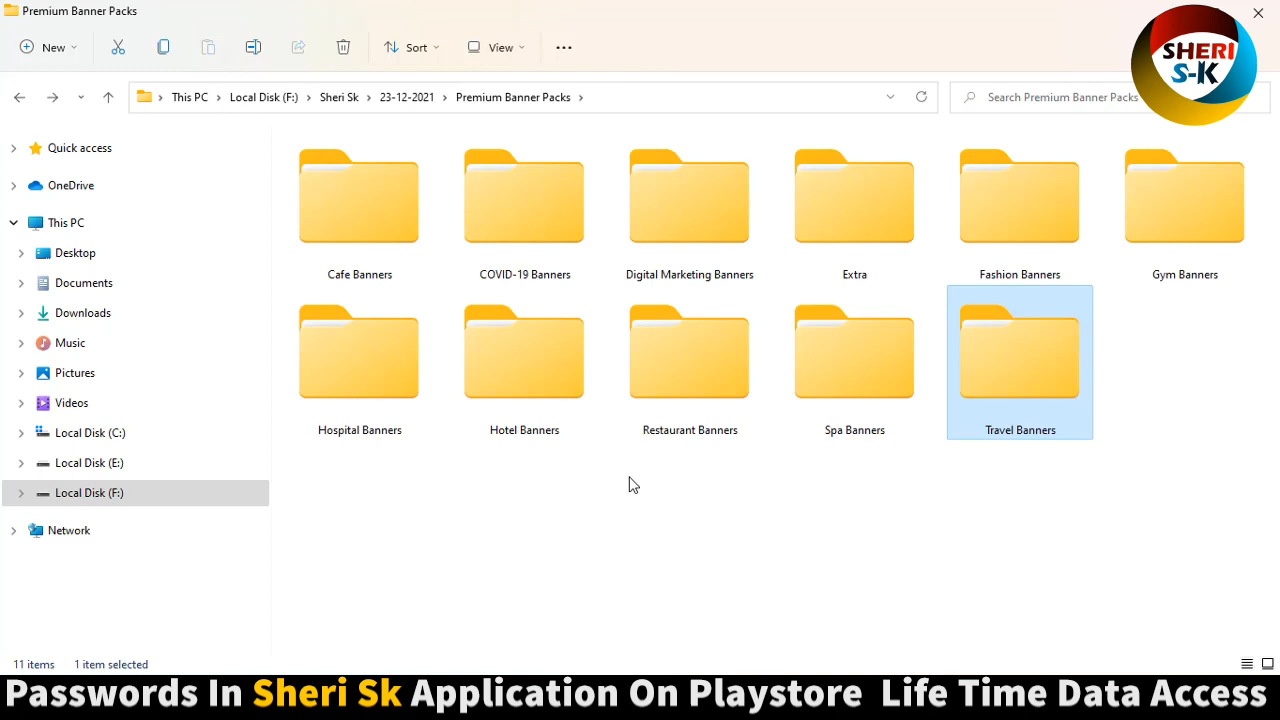 Premium Banner Packs
New
Sort
View
SHERI
S-K
This PC > Local Disk (F:) > Sheri Sk > 23-12-2021 > Premium Banner Packs >
Search Premium Banner Packs
Quick access
OneDrive
This PC
Desktop
Documents
Downloads
Music
Pictures
Videos
Local Disk (C:)
Local Disk (E:)
Local Disk (F:)
Network
Cafe Banners
COVID-19 Banners
Digital Marketing Banners
Extra
Fashion Banners
Gym Banners
Hospital Banners
Hotel Banners
Restaurant Banners
Spa Banners
Travel Banners
11 items
1 item selected
Passwords In Sheri Sk Application On Playstore Life Time Data Access